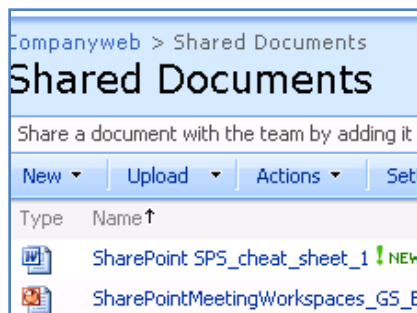 Companyweb > Shared Documents
Shared Documents
Share a document with the team by adding it
New Upload Actions Set
Type Name
SharePoint SPS_cheat_sheet_1 ! NEW
SharePointMeetingWorkspaces_GS_E